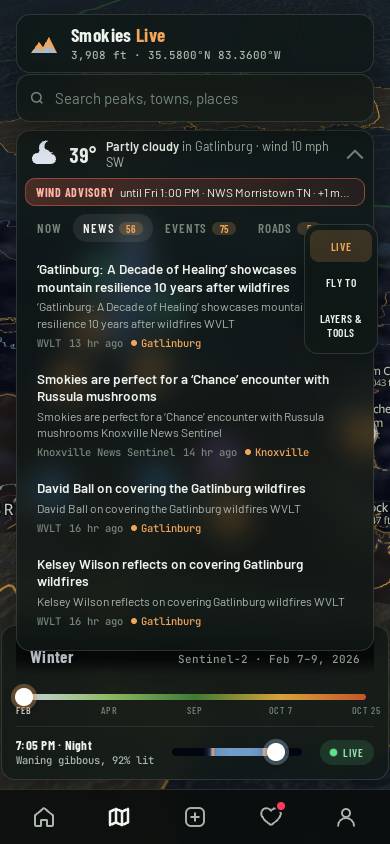 Smokies Live
3,908 ft · 35.5800°N 83.3600°W
Search peaks, towns, places
39° Partly cloudy in Gatlinburg · wind 10 mph
SW
WIND ADVISORY until Fri 1:00 PM · NWS Morristown TN · +1 m...
NOW NEWS 56 EVENTS 75 ROADS
LIVE
FLY TO
LAYERS &
TOOLS
'Gatlinburg: A Decade of Healing' showcases
mountain resilience 10 years after wildfires
'Gatlinburg: A Decade of Healing' showcases
resilience 10 years after wildfires WVLT
WVLT 13 hr ago Gatlinburg
Smokies are perfect for a 'Chance' encounter with
Russula mushrooms
Smokies are perfect for a 'Chance' encounter with Russula
mushrooms Knoxville News Sentinel
Knoxville News Sentinel 14 hr ago Knoxville
David Ball on covering the Gatlinburg wildfires
David Ball on covering the Gatlinburg wildfires WVLT
WVLT 16 hr ago Gatlinburg
Kelsey Wilson reflects on covering Gatlinburg
wildfires
Kelsey Wilson reflects on covering Gatlinburg wildfires WVLT
WVLT 16 hr ago Gatlinburg
Winter Sentinel-2 · Feb 7–9, 2026
FEB APR SEP OCT 7 OCT 25
7:05 PM · Night
Waning gibbous, 92% lit
LIVE